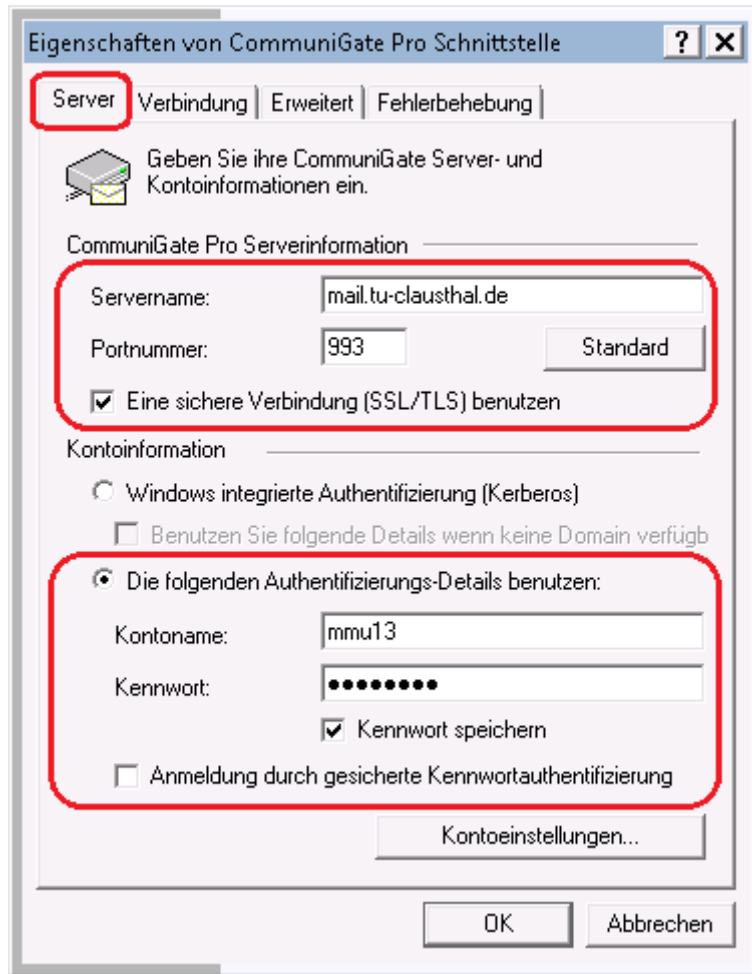 Eigenschaften von CommuniGate Pro Schnittstelle
Server Verbindung Erweitert Fehlerbehebung
Geben Sie ihre CommuniGate Server- und
Kontoinformationen ein.
CommuniGate Pro Serverinformation
Servername: mail.tu-clausthal.de
Portnummer: 993 Standard
Eine sichere Verbindung (SSL/TLS) benutzen
Kontoinformation
Windows integrierte Authentifizierung (Kerberos)
Benutzen Sie folgende Details wenn keine Domain verfügb
Die folgenden Authentifizierungs-Details benutzen:
Kontoname: mmu13
Kennwort: ●●●●●●●●
Kennwort speichern
Anmeldung durch gesicherte Kennwortauthentifizierung
Kontoeinstellungen...
OK Abbrechen